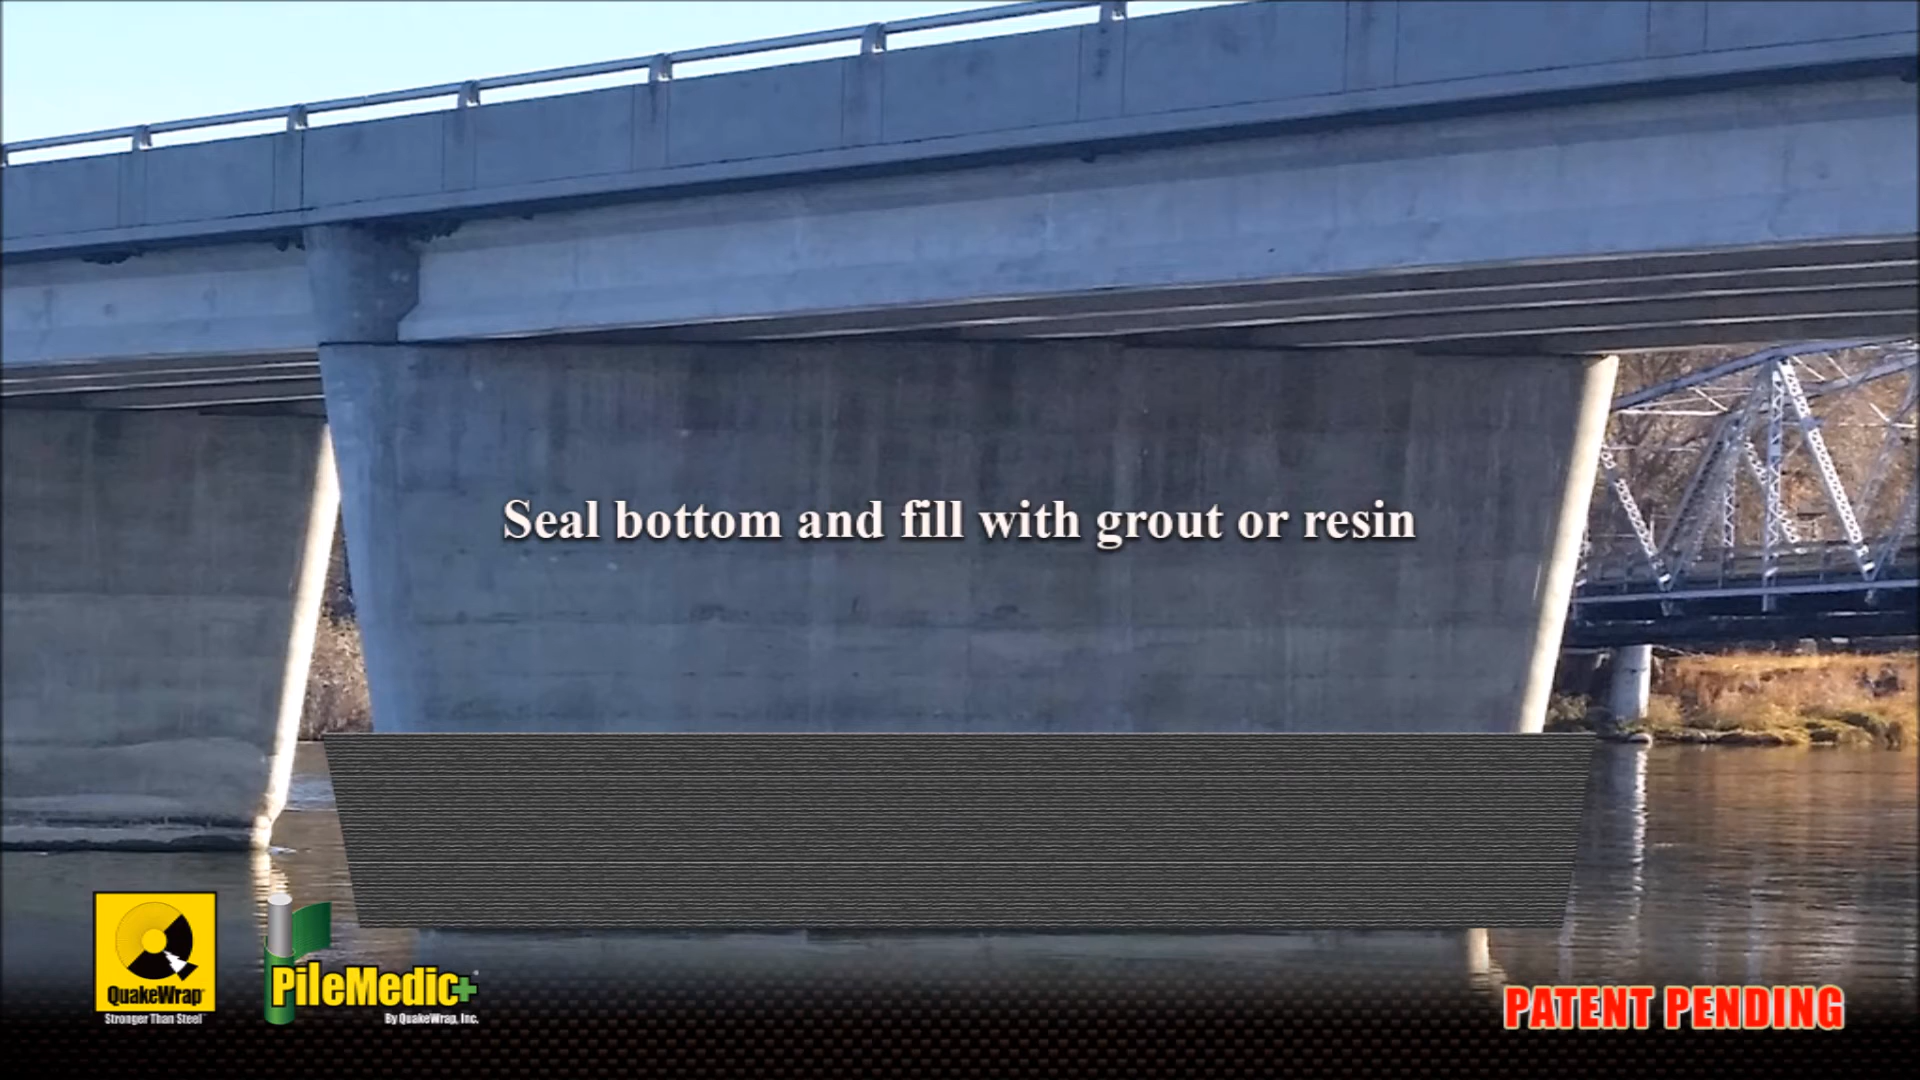 Seal bottom and fill with grout or resin
QuakeWrap
Stronger Than Steel
PileMedic+
By QuakeWrap, Inc.
PATENT PENDING